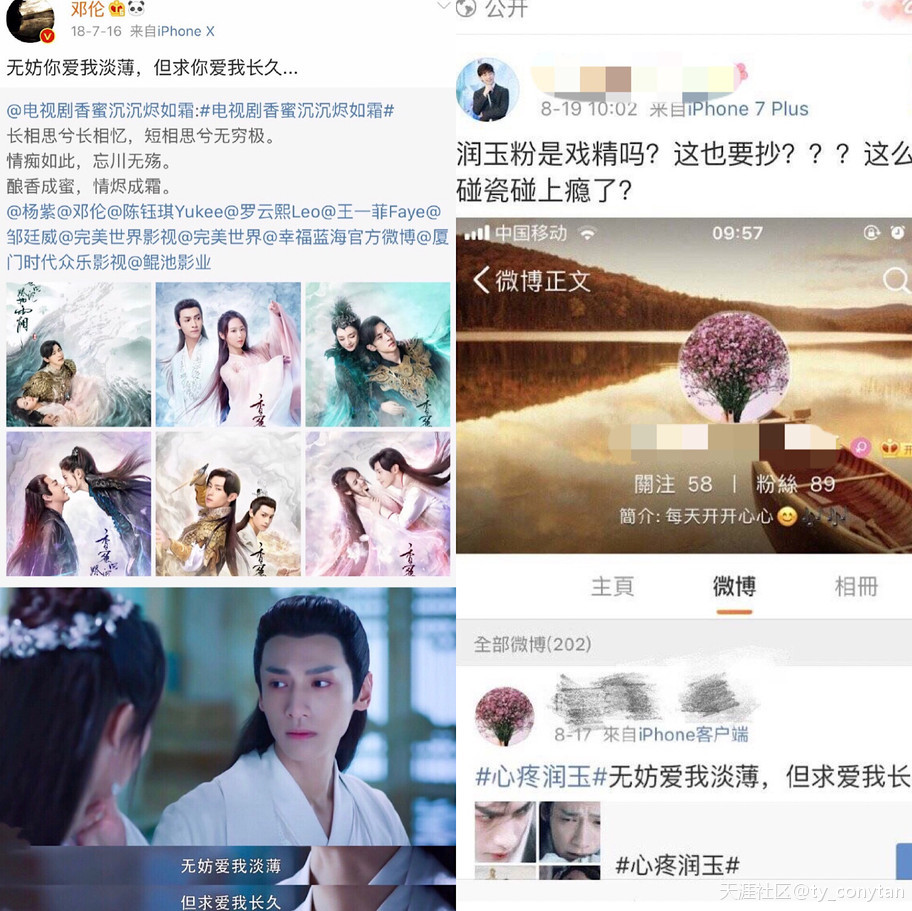 邓伦
18-7-16 来自iPhone X
无妨你爱我淡薄，但求你爱我长久...
@电视剧香蜜沉沉烬如霜:#电视剧香蜜沉沉烬如霜#
长相思兮长相忆，短相思兮无穷极。
情痴如此，忘川无殇。
酿香成蜜，情烬成霜。
@杨紫@邓伦@陈钰琪Yukee@罗云熙Leo@王一菲Faye@
邹廷威@完美世界影视@完美世界@幸福蓝海官方微博@厦
门时代众乐影视@鲲池影业
无妨爱我淡薄
但求爱我长久
公开
8-19 10:02 来自iPhone 7 Plus
润玉粉是戏精吗？这也要抄？？？这么
碰瓷碰上瘾了？
中国移动 09:57
微博正文
關注 58 | 粉絲 89
簡介: 每天开开心心😊
主頁 微博 相冊
全部微博(202)
8-17 來自iPhone客户端
#心疼润玉#无妨爱我淡薄，但求爱我长
#心疼润玉#
天涯社区@ty_conytan